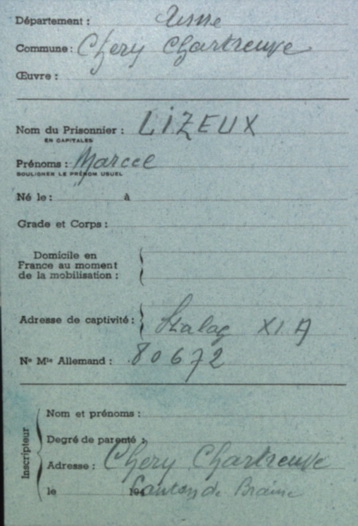 Département : Aisne
Commune : Chery Chartreuve
Œuvre :
Nom du Prisonnier : LIZEUX
EN CAPITALES
Prénoms : Marcel
SOULIGNER LE PRÉNOM USUEL
Né le : à
Grade et Corps :
Domicile en
France au moment
de la mobilisation :
Adresse de captivité : Stalag XI A
N° Mle Allemand : 80672
Inscripteur
Nom et prénoms :
Degré de parenté :
Adresse : Chery Chartreuve
le 194 Canton de Braine